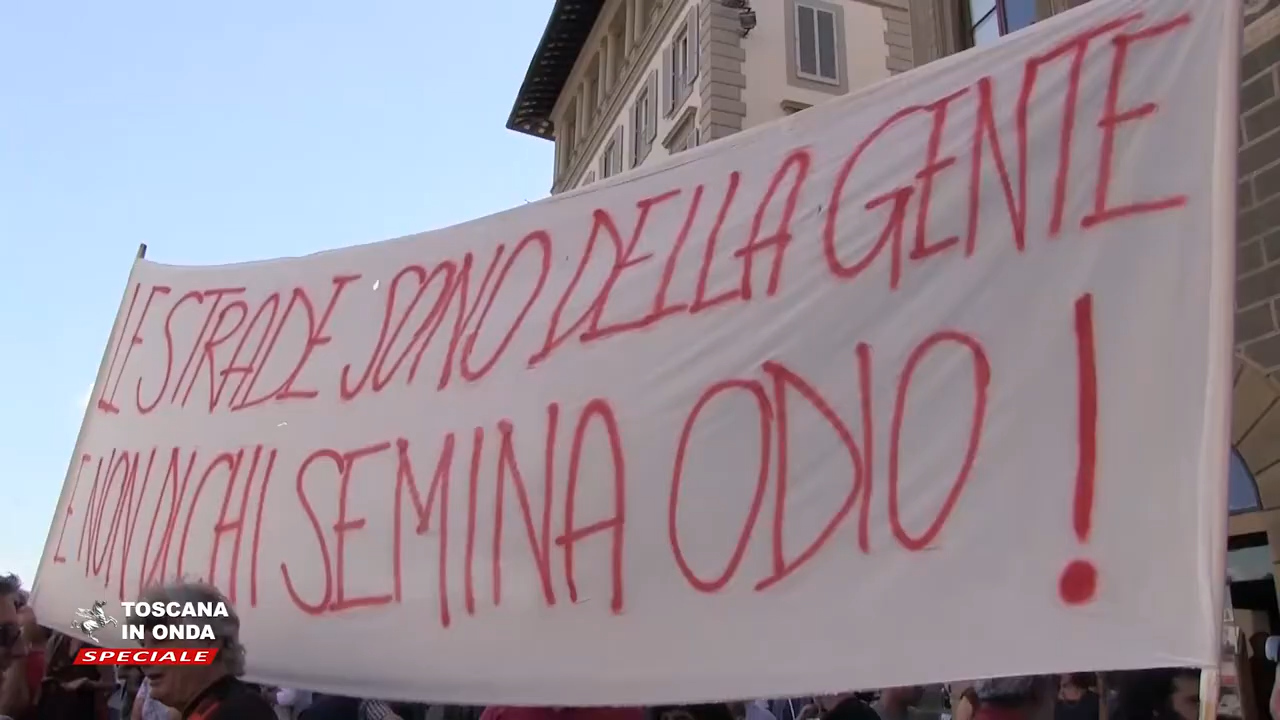 LE STRADE SONO DELLA GENTE
E NON DI CHI SEMINA ODIO!
TOSCANA
IN ONDA
SPECIALE